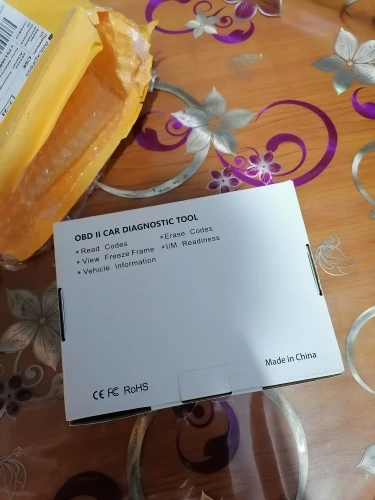 OBD II CAR DIAGNOSTIC TOOL
• Read Codes • Erase Codes
• View Freeze Frame • I/M Readiness
• Vehicle Information
CE FC RoHS
Made in China